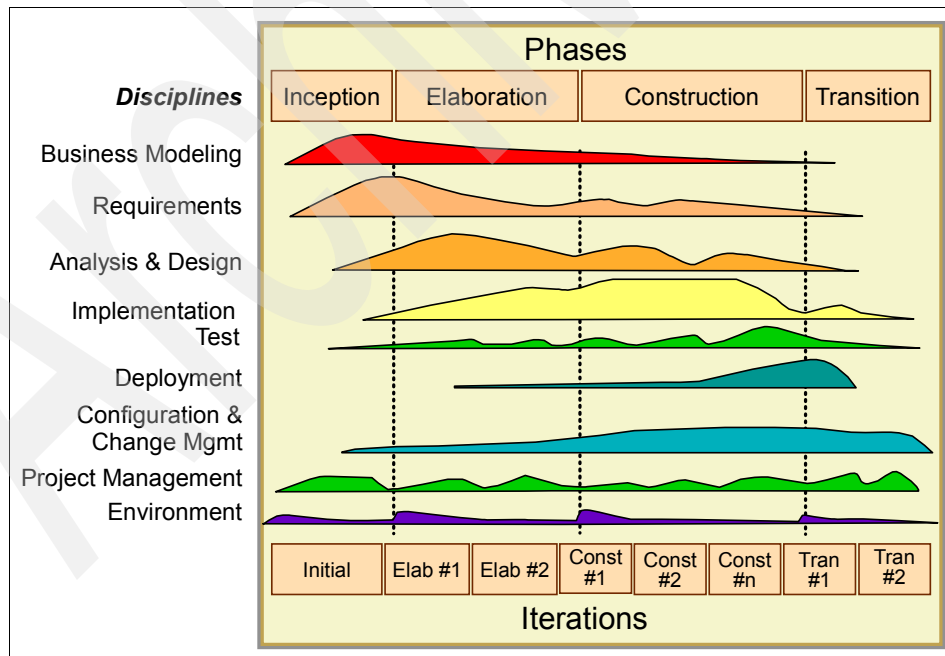 Phases
Disciplines Inception Elaboration Construction Transition
Business Modeling
Requirements
Analysis & Design
Implementation
Test
Deployment
Configuration &
Change Mgmt
Project Management
Environment
Initial Elab #1 Elab #2 Const #1 Const #2 Const #n Tran #1 Tran #2
Iterations